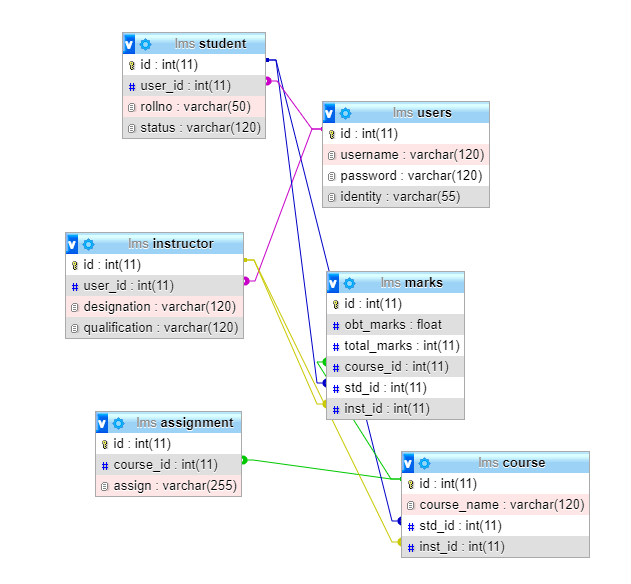 v lms student
id : int(11)
# user_id : int(11)
rollno : varchar(50)
status : varchar(120)
v lms users
id : int(11)
username : varchar(120)
password : varchar(120)
identity : varchar(55)
v lms instructor
id : int(11)
# user_id : int(11)
designation : varchar(120)
qualification : varchar(120)
v lms marks
id : int(11)
# obt_marks : float
# total_marks : int(11)
# course_id : int(11)
# std_id : int(11)
# inst_id : int(11)
v lms assignment
id : int(11)
# course_id : int(11)
assign : varchar(255)
v lms course
id : int(11)
course_name : varchar(120)
# std_id : int(11)
# inst_id : int(11)